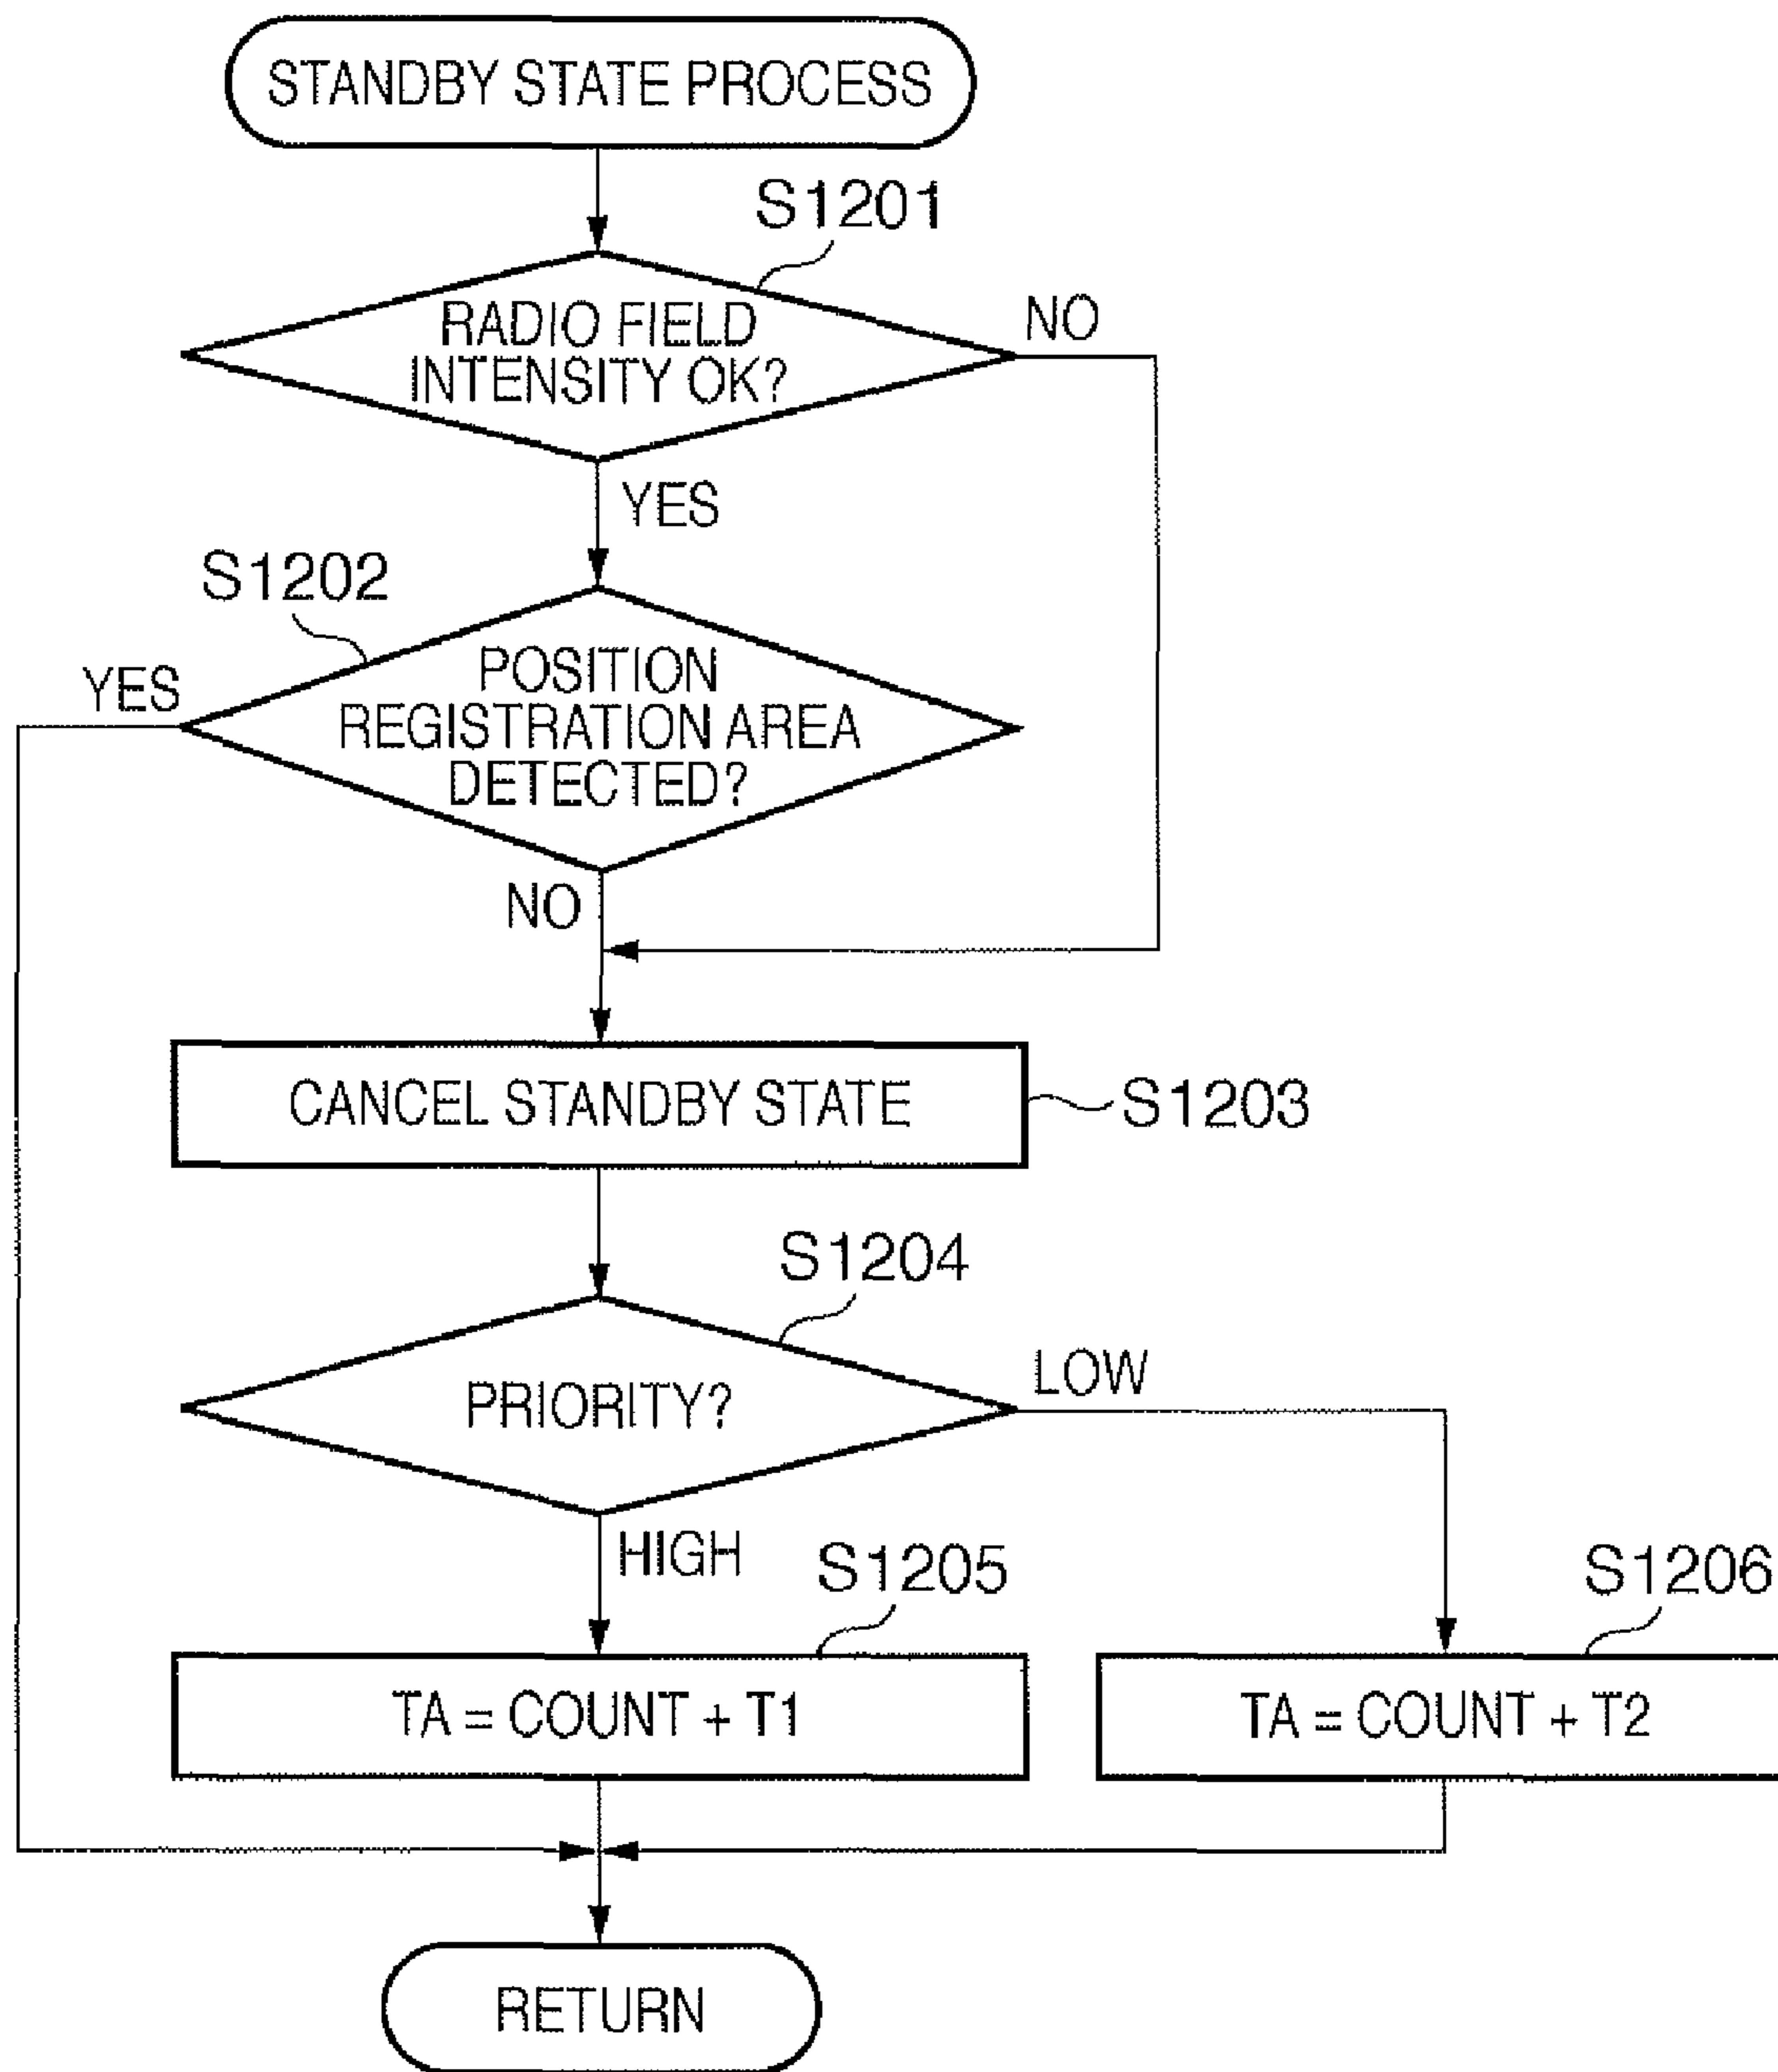 STANDBY STATE PROCESS
S1201
RADIO FIELD
INTENSITY OK?
NO
YES
S1202
YES
POSITION
REGISTRATION AREA
DETECTED?
NO
CANCEL STANDBY STATE
S1203
S1204
PRIORITY?
LOW
HIGH
S1205
S1206
TA = COUNT + T1
TA = COUNT + T2
RETURN